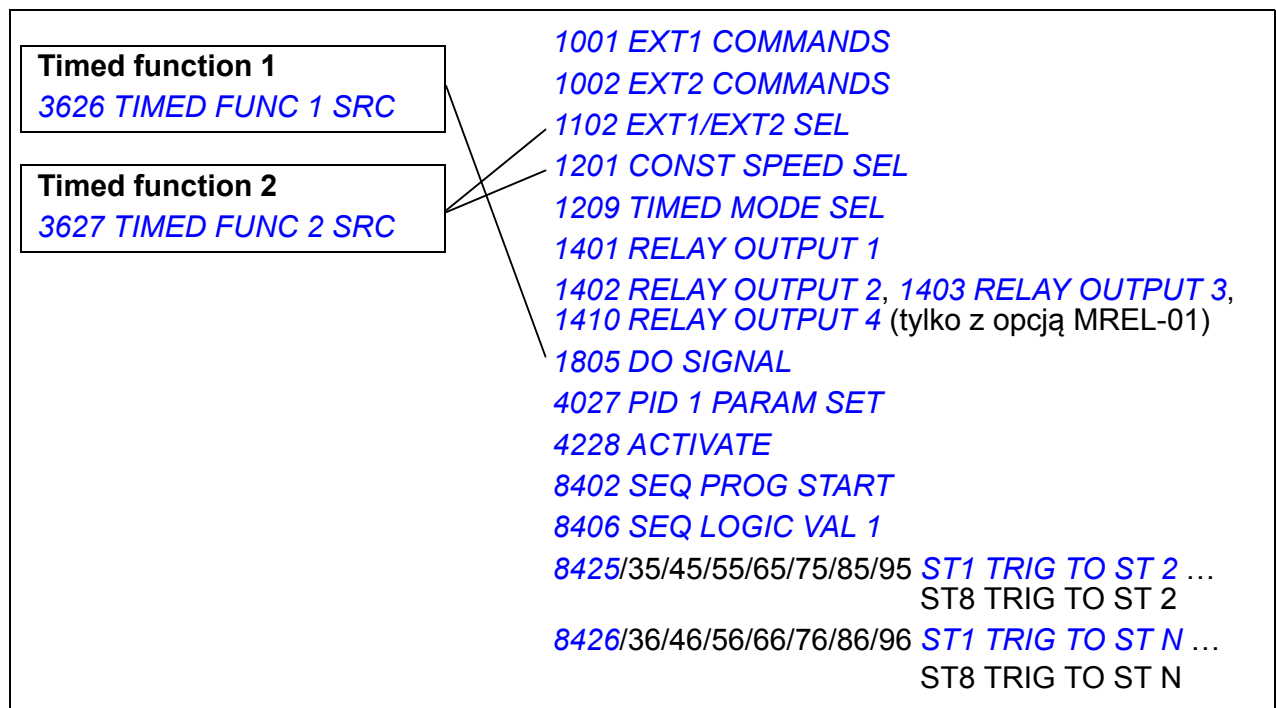 Timed function 1
3626 TIMED FUNC 1 SRC
Timed function 2
3627 TIMED FUNC 2 SRC
1001 EXT1 COMMANDS
1002 EXT2 COMMANDS
1102 EXT1/EXT2 SEL
1201 CONST SPEED SEL
1209 TIMED MODE SEL
1401 RELAY OUTPUT 1
1402 RELAY OUTPUT 2, 1403 RELAY OUTPUT 3,
1410 RELAY OUTPUT 4 (tylko z opcją MREL-01)
1805 DO SIGNAL
4027 PID 1 PARAM SET
4228 ACTIVATE
8402 SEQ PROG START
8406 SEQ LOGIC VAL 1
8425/35/45/55/65/75/85/95 ST1 TRIG TO ST 2 …
ST8 TRIG TO ST 2
8426/36/46/56/66/76/86/96 ST1 TRIG TO ST N …
ST8 TRIG TO ST N